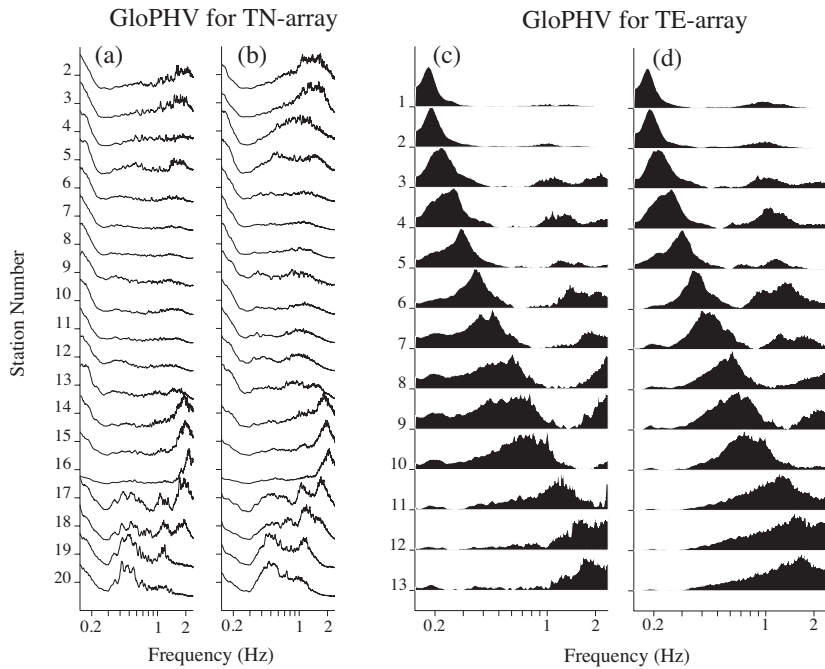 GloPHV for TN-array
GloPHV for TE-array
(a)
(b)
(c)
(d)
Station Number
2
3
4
5
6
7
8
9
10
11
12
13
14
15
16
17
18
19
20
1
2
3
4
5
6
7
8
9
10
11
12
13
0.2 1 2
0.2 1 2
0.2 1 2
0.2 1 2
Frequency (Hz)
Frequency (Hz)